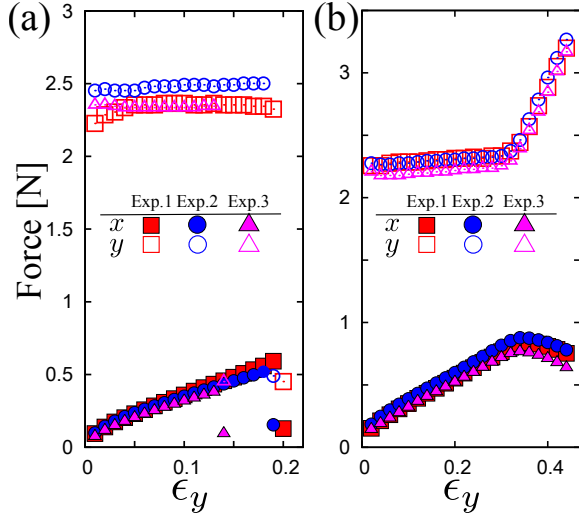 (a)
(b)
Force [N]
3
2.5
2
1.5
1
0.5
0
Exp.1 Exp.2 Exp.3
x
y
0 0.1 0.2
ϵy
3
2
1
0
Exp.1 Exp.2 Exp.3
x
y
0 0.2 0.4
ϵy